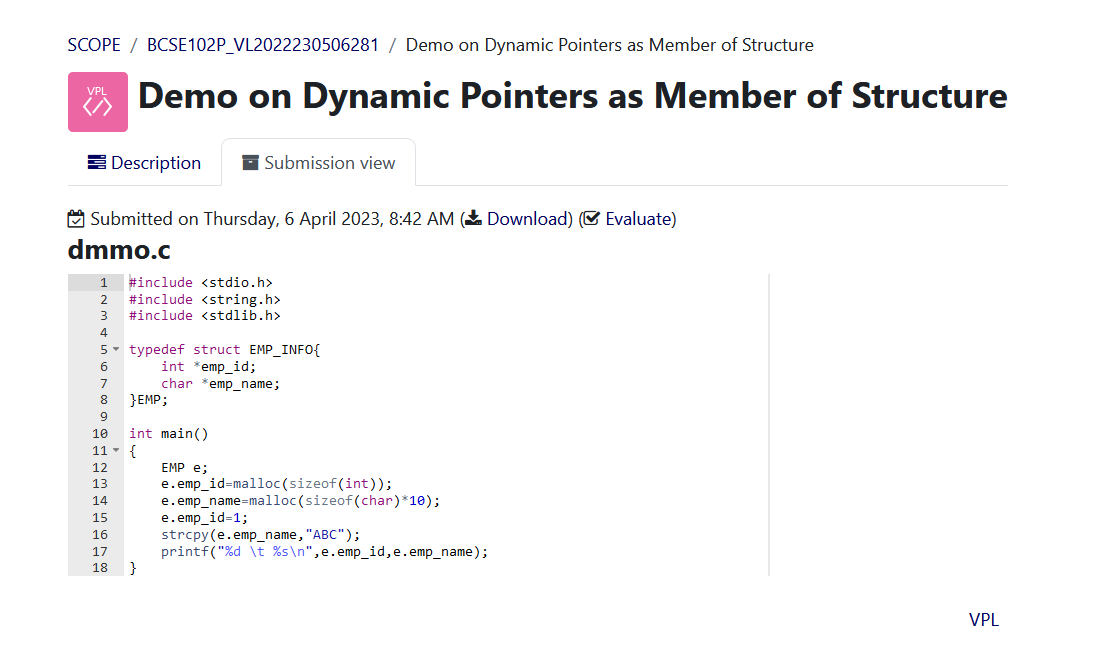 SCOPE / BCSE102P_VL2022230506281 / Demo on Dynamic Pointers as Member of Structure
VPL
</>
Demo on Dynamic Pointers as Member of Structure
Description
Submission view
Submitted on Thursday, 6 April 2023, 8:42 AM (Download) (Evaluate)
dmmo.c
1 #include <stdio.h>
2 #include <string.h>
3 #include <stdlib.h>
4
5 typedef struct EMP_INFO{
6     int *emp_id;
7     char *emp_name;
8 }EMP;
9
10 int main()
11 {
12     EMP e;
13     e.emp_id=malloc(sizeof(int));
14     e.emp_name=malloc(sizeof(char)*10);
15     e.emp_id=1;
16     strcpy(e.emp_name,"ABC");
17     printf("%d \t %s\n",e.emp_id,e.emp_name);
18 }
VPL